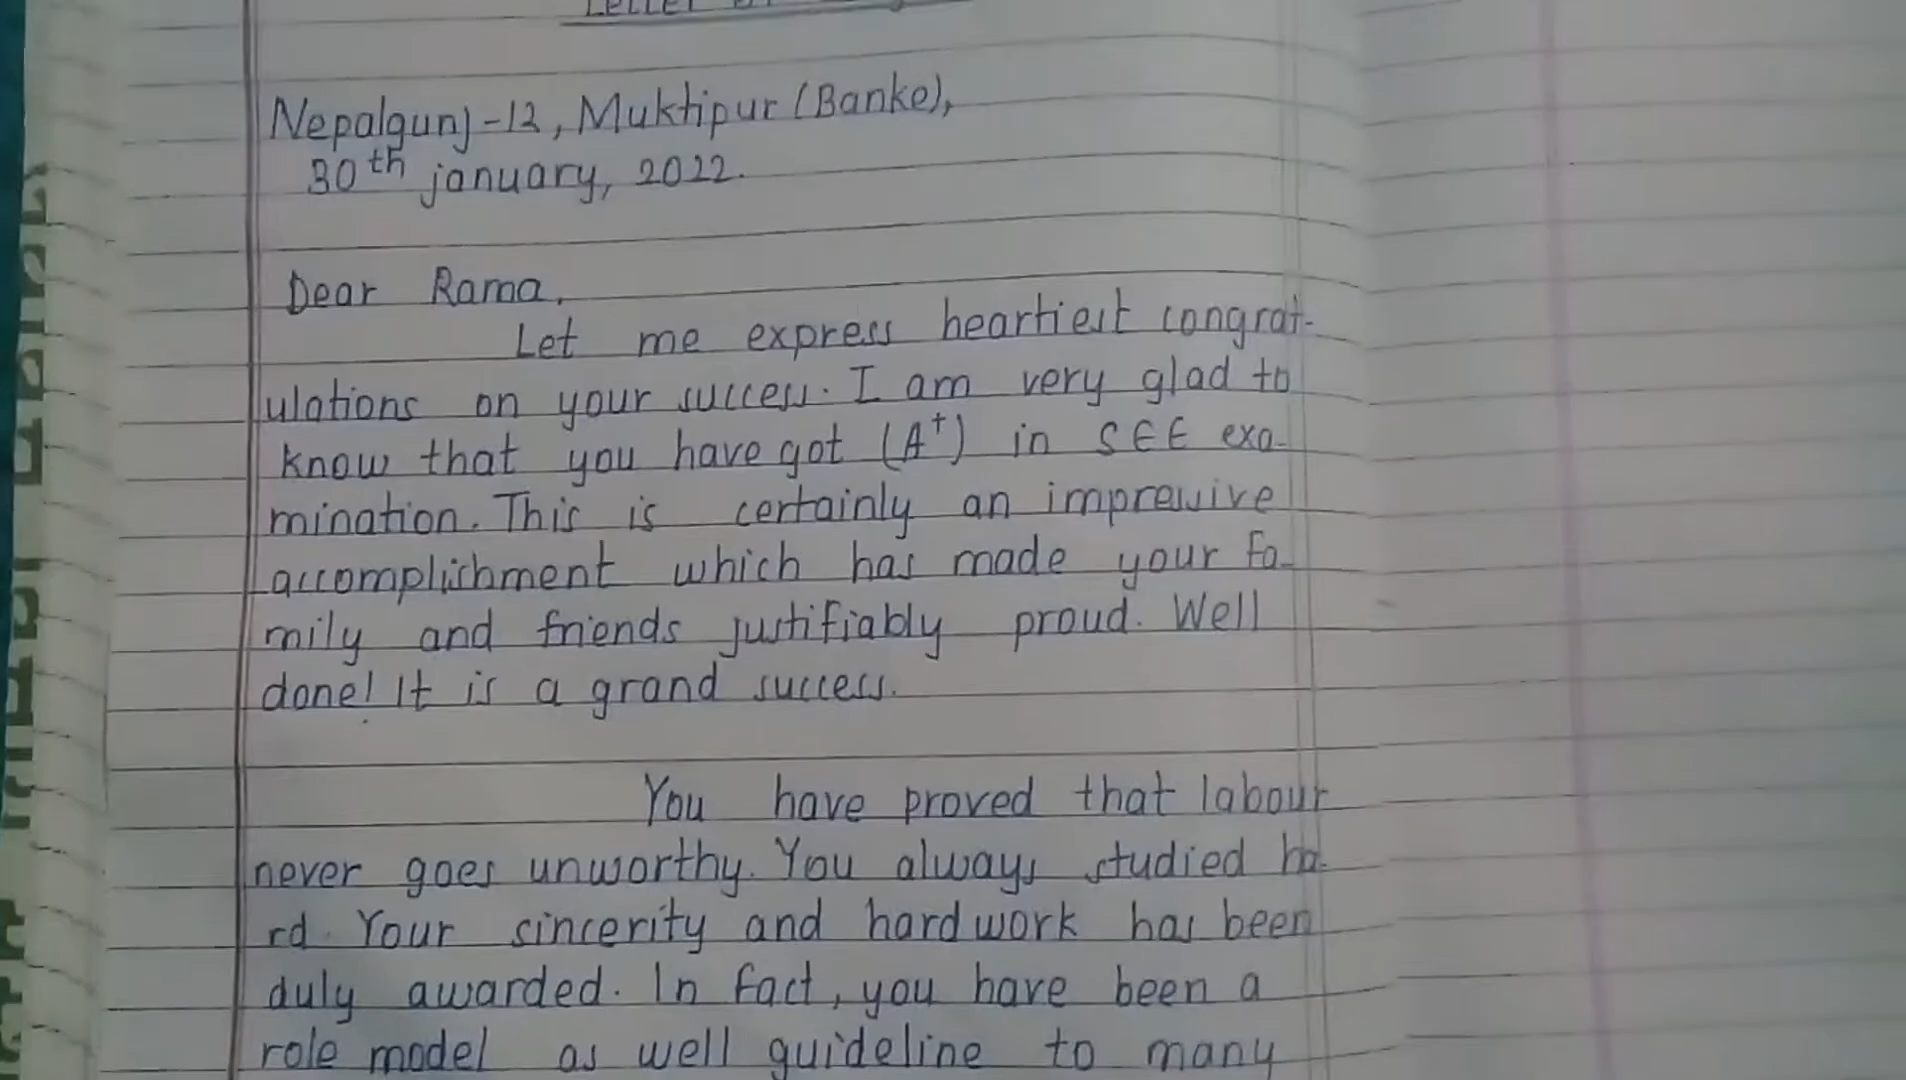 Nepalgunj-12, Muktipur (Banke),
30th january, 2022.
Dear Rama,
Let me express heartiest congrat-
ulations on your success. I am very glad to
know that you have got (A+) in SEE exa-
mination. This is certainly an impressive
accomplishment which has made your fa-
mily and friends justifiably proud. Well
done! It is a grand success.
You have proved that labour
never goes unworthy. You always studied ha-
rd. Your sincerity and hard work has been
duly awarded. In fact, you have been a
role model as well guideline to many